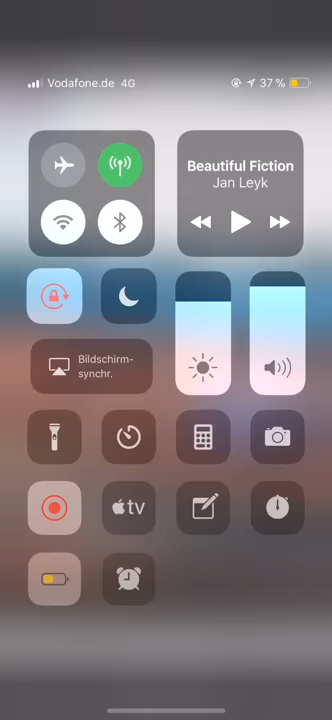 Vodafone.de 4G
37 %
Beautiful Fiction
Jan Leyk
Bildschirm-
synchr.
tv